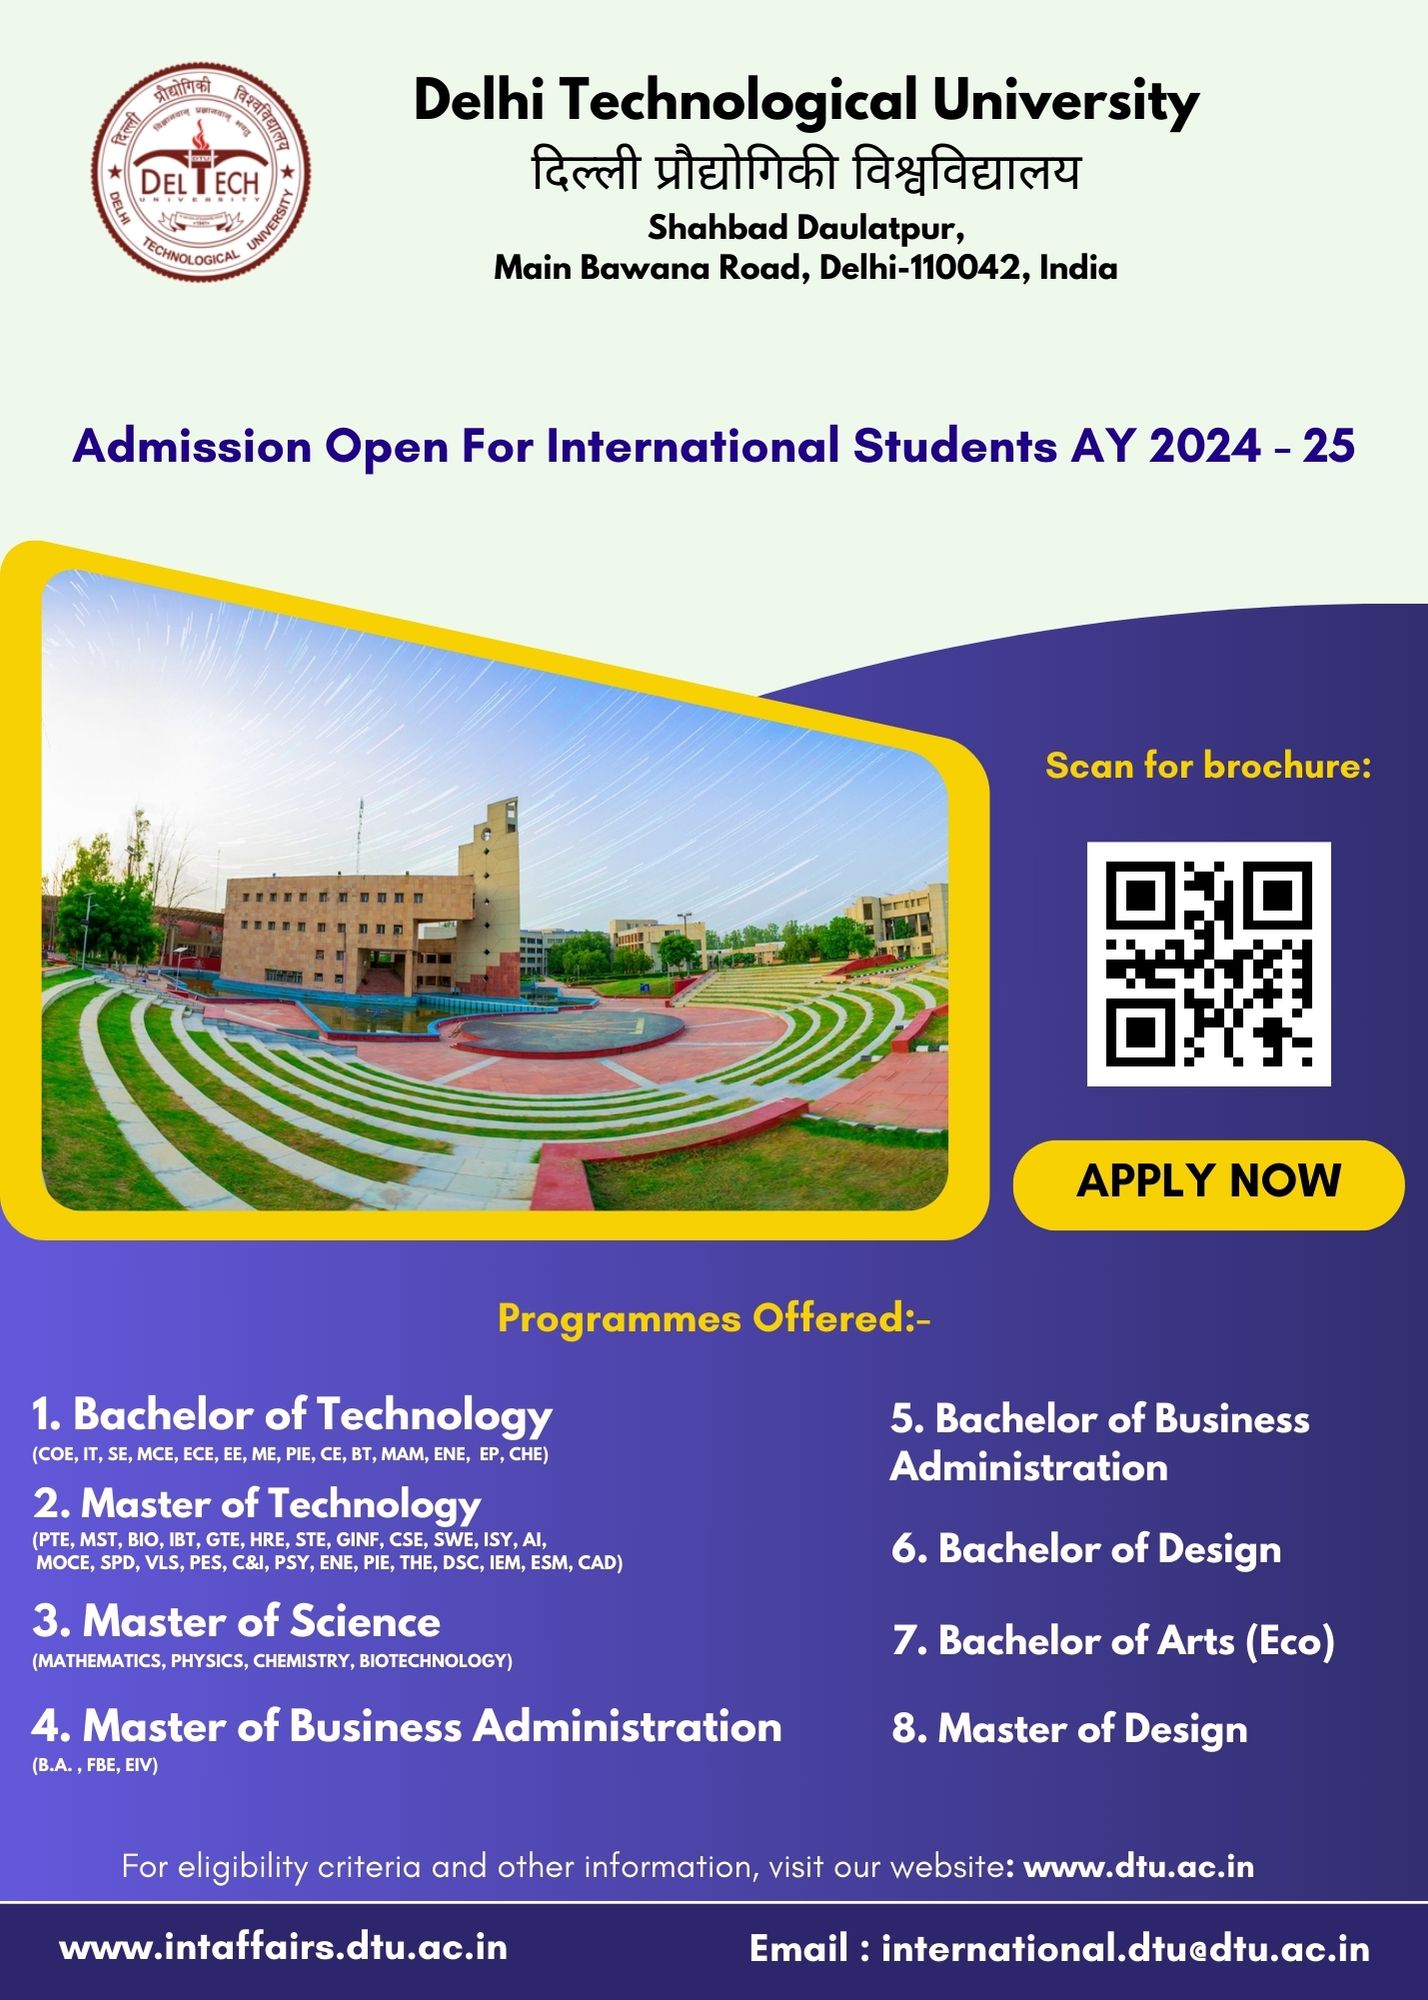 दिल्ली प्रौद्योगिकी विश्वविद्यालय
विज्ञानवान् प्रज्ञानवान् भवतु
DTU
DELTECH
UNIVERSITY
DELHI TECHNOLOGICAL UNIVERSITY
Delhi Technological University
दिल्ली प्रौद्योगिकी विश्वविद्यालय
Shahbad Daulatpur,
Main Bawana Road, Delhi-110042, India
Admission Open For International Students AY 2024 - 25
Scan for brochure:
APPLY NOW
Programmes Offered:-
1. Bachelor of Technology
(COE, IT, SE, MCE, ECE, EE, ME, PIE, CE, BT, MAM, ENE, EP, CHE)
2. Master of Technology
(PTE, MST, BIO, IBT, GTE, HRE, STE, GINF, CSE, SWE, ISY, AI,
MOCE, SPD, VLS, PES, C&I, PSY, ENE, PIE, THE, DSC, IEM, ESM, CAD)
3. Master of Science
(MATHEMATICS, PHYSICS, CHEMISTRY, BIOTECHNOLOGY)
4. Master of Business Administration
(B.A. , FBE, EIV)
5. Bachelor of Business
Administration
6. Bachelor of Design
7. Bachelor of Arts (Eco)
8. Master of Design
For eligibility criteria and other information, visit our website: www.dtu.ac.in
www.intaffairs.dtu.ac.in
Email : international.dtu@dtu.ac.in